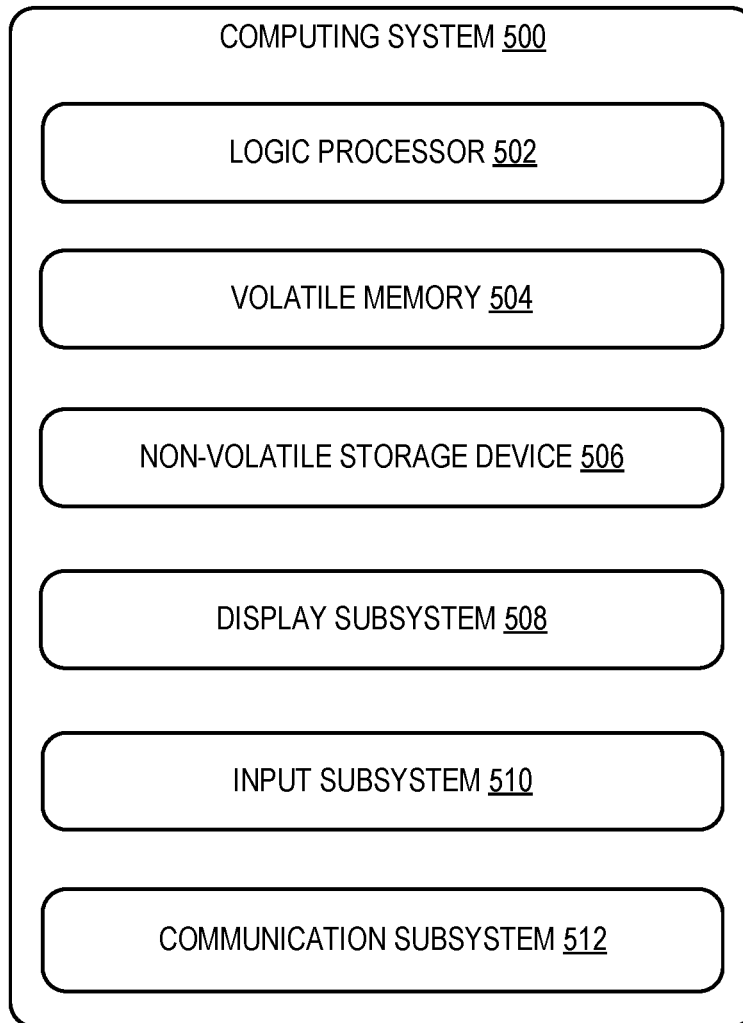 COMPUTING SYSTEM 500
LOGIC PROCESSOR 502
VOLATILE MEMORY 504
NON-VOLATILE STORAGE DEVICE 506
DISPLAY SUBSYSTEM 508
INPUT SUBSYSTEM 510
COMMUNICATION SUBSYSTEM 512